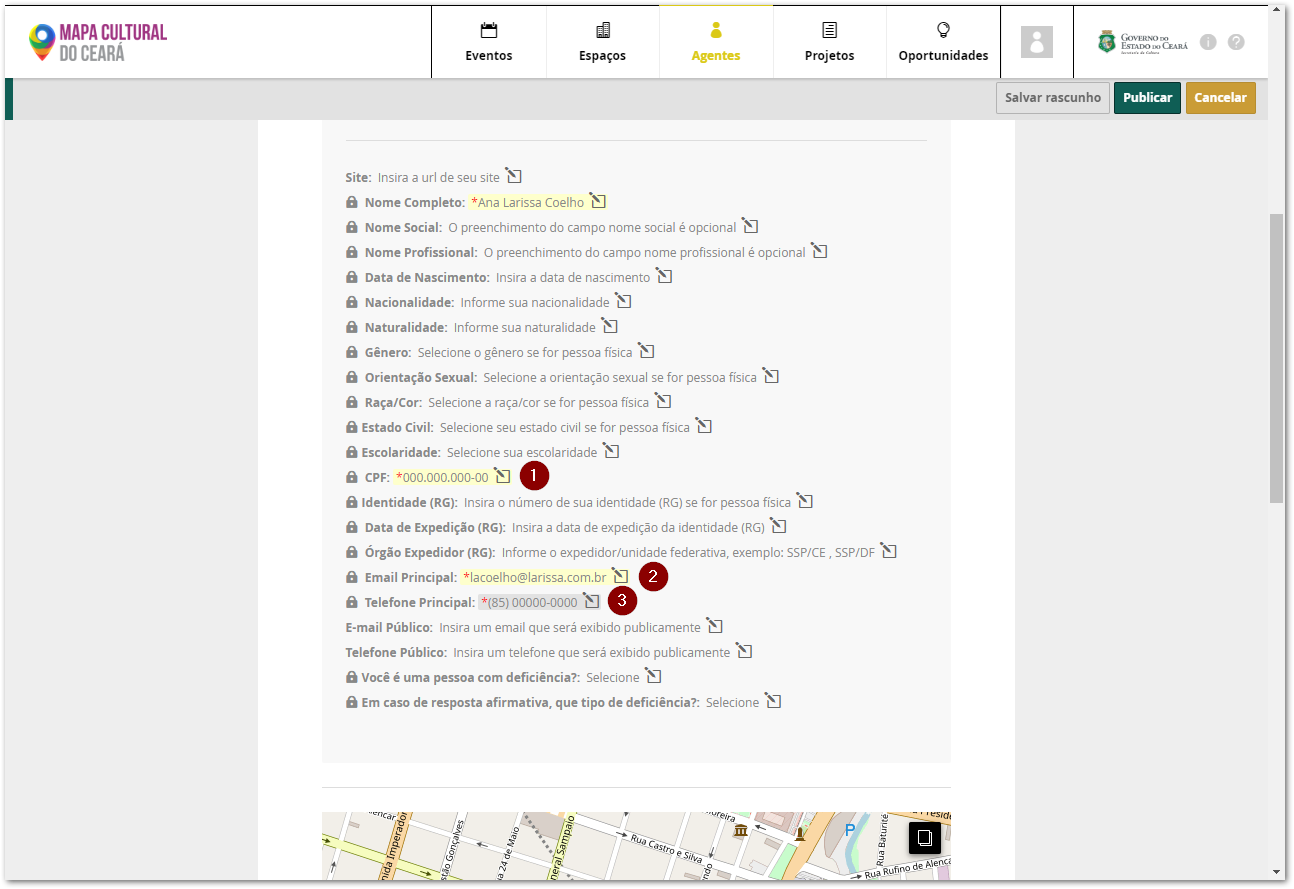 MAPA CULTURAL
DO CEARÁ
Eventos
Espaços
Agentes
Projetos
Oportunidades
GOVERNO DO
ESTADO DO CEARÁ
Secretaria da Cultura
i
?
Salvar rascunho
Publicar
Cancelar
Site: Insira a url de seu site
Nome Completo: *Ana Larissa Coelho
Nome Social: O preenchimento do campo nome social é opcional
Nome Profissional: O preenchimento do campo nome profissional é opcional
Data de Nascimento: Insira a data de nascimento
Nacionalidade: Informe sua nacionalidade
Naturalidade: Informe sua naturalidade
Gênero: Selecione o gênero se for pessoa física
Orientação Sexual: Selecione a orientação sexual se for pessoa física
Raça/Cor: Selecione a raça/cor se for pessoa física
Estado Civil: Selecione seu estado civil se for pessoa física
Escolaridade: Selecione sua escolaridade
CPF: *000.000.000-00 1
Identidade (RG): Insira o número de sua identidade (RG) se for pessoa física
Data de Expedição (RG): Insira a data de expedição da identidade (RG)
Órgão Expedidor (RG): Informe o expedidor/unidade federativa, exemplo: SSP/CE , SSP/DF
Email Principal: *lacoelho@larissa.com.br 2
Telefone Principal: *(85) 00000-0000 3
E-mail Público: Insira um email que será exibido publicamente
Telefone Público: Insira um telefone que será exibido publicamente
Você é uma pessoa com deficiência?: Selecione
Em caso de resposta afirmativa, que tipo de deficiência?: Selecione
encar
nida Imperador
stão Gonçalves
a 24 de Maio
neral Sampaio
Rua Castro e Silva
oreira
P
Rua Baturité
a Preside
Rua Rufino de Alenca